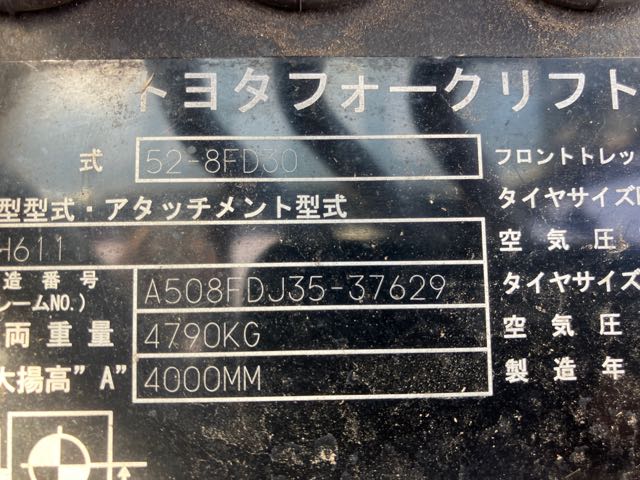 トヨタフォークリフト
式 52-8FD30 フロントトレッ
型型式・アタッチメント型式 タイヤサイズ
H611 空気圧
造番号 A508FDJ35-37629 タイヤサイズ
レームNO.)
両重量 4790KG 空気圧
大揚高"A" 4000MM 製造年